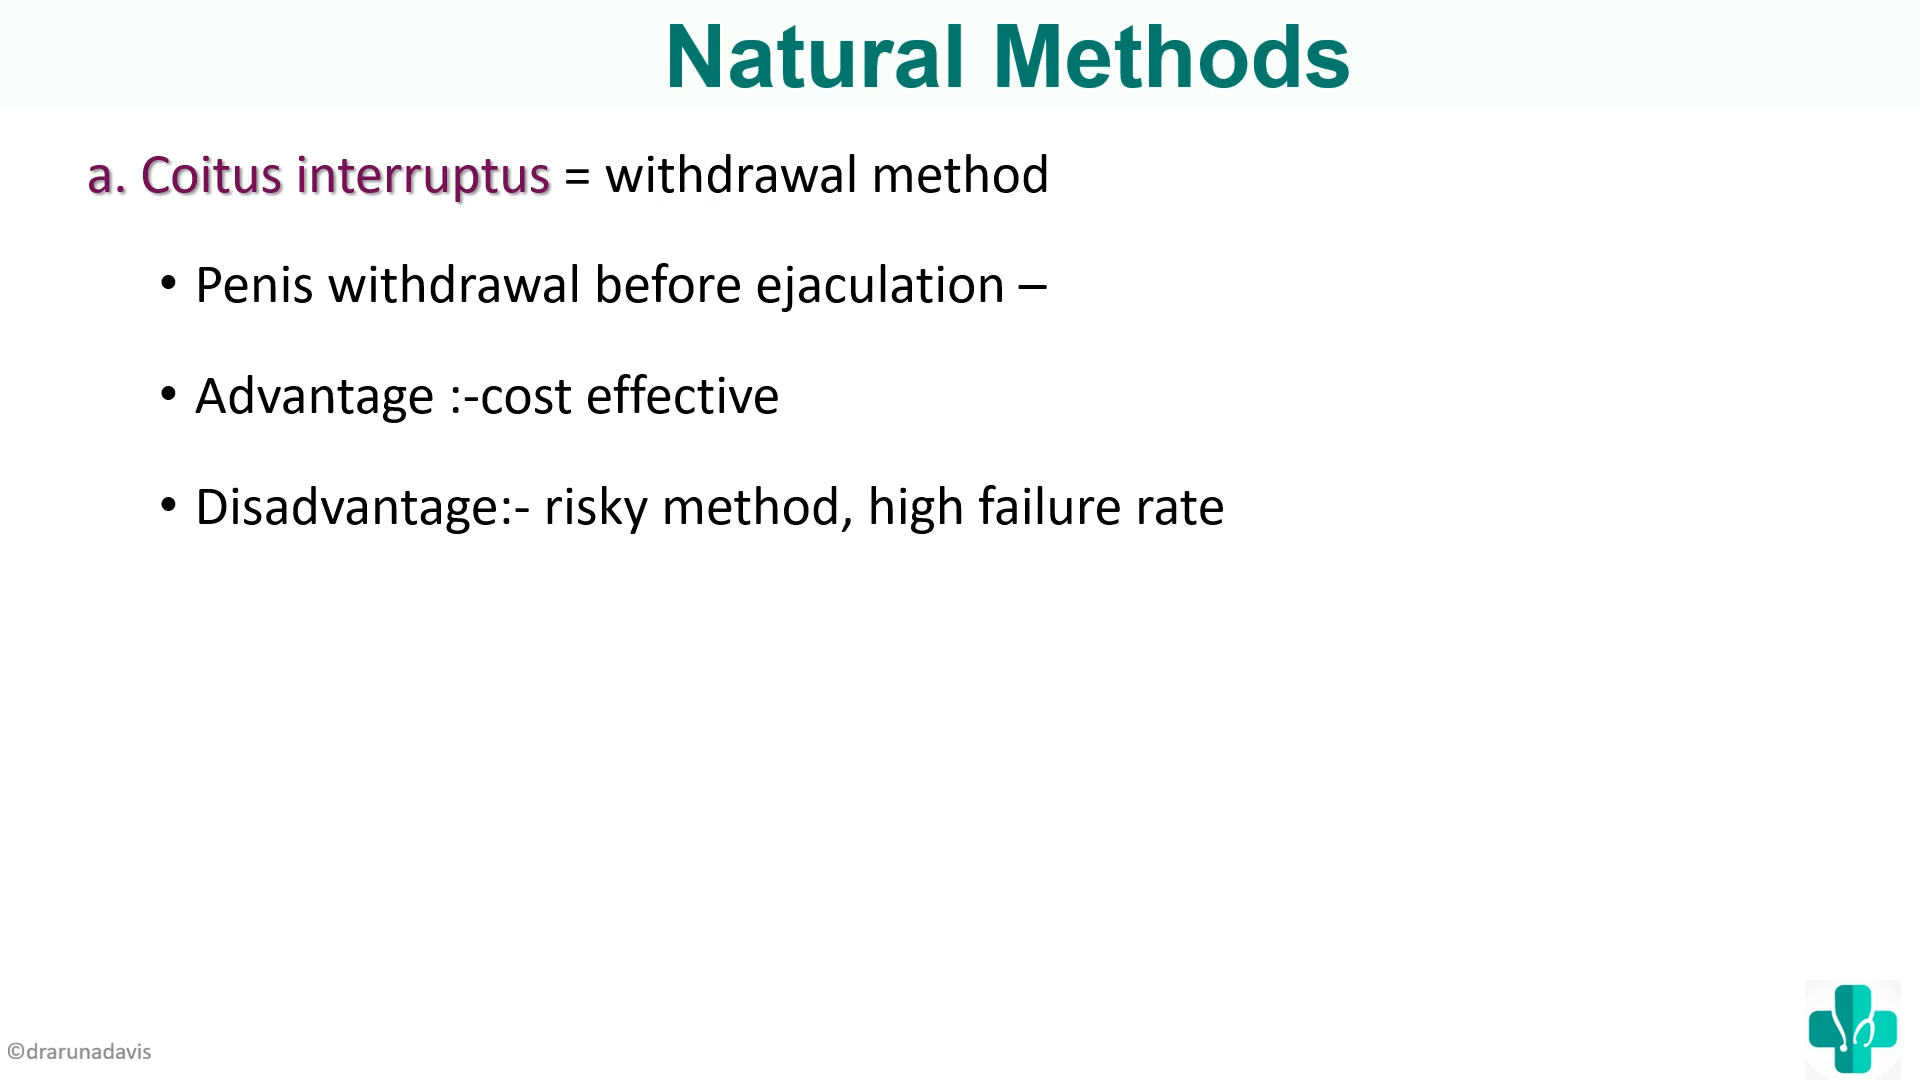 Natural Methods
a. Coitus interruptus = withdrawal method
• Penis withdrawal before ejaculation –
• Advantage :-cost effective
• Disadvantage:- risky method, high failure rate
©drarunadavis